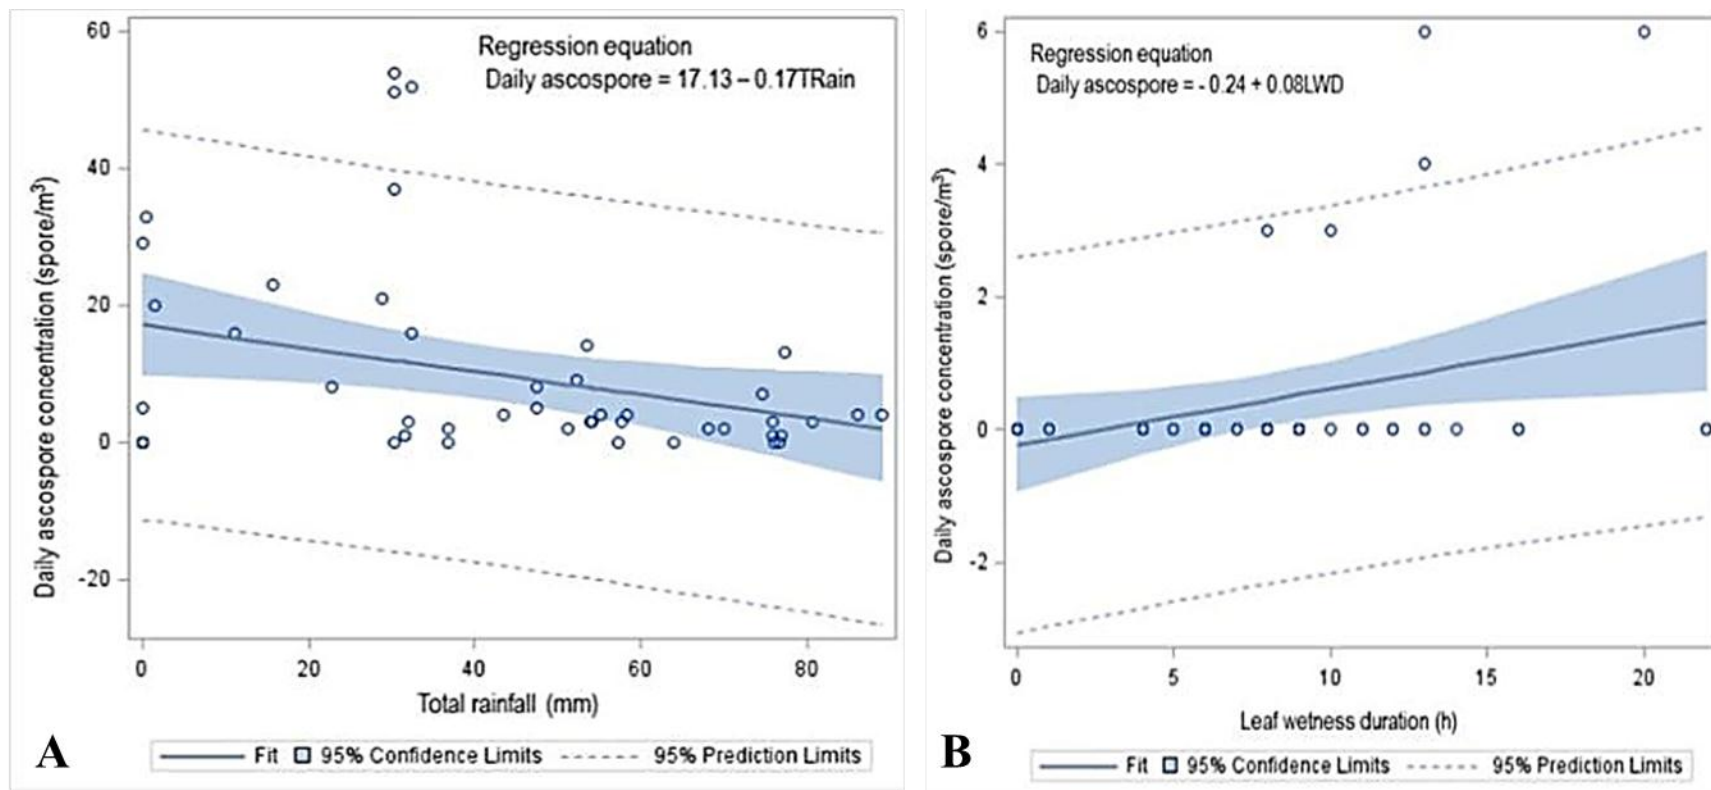 Regression equation
Daily ascospore = 17.13 – 0.17TRain
Daily ascospore concentration (spore/m³)
60
40
20
0
-20
0 20 40 60 80
Total rainfall (mm)
A
Fit 95% Confidence Limits 95% Prediction Limits
Regression equation
Daily ascospore = - 0.24 + 0.08LWD
Daily ascospore concentration (spore/m³)
6
4
2
0
-2
0 5 10 15 20
Leaf wetness duration (h)
B
Fit 95% Confidence Limits 95% Prediction Limits